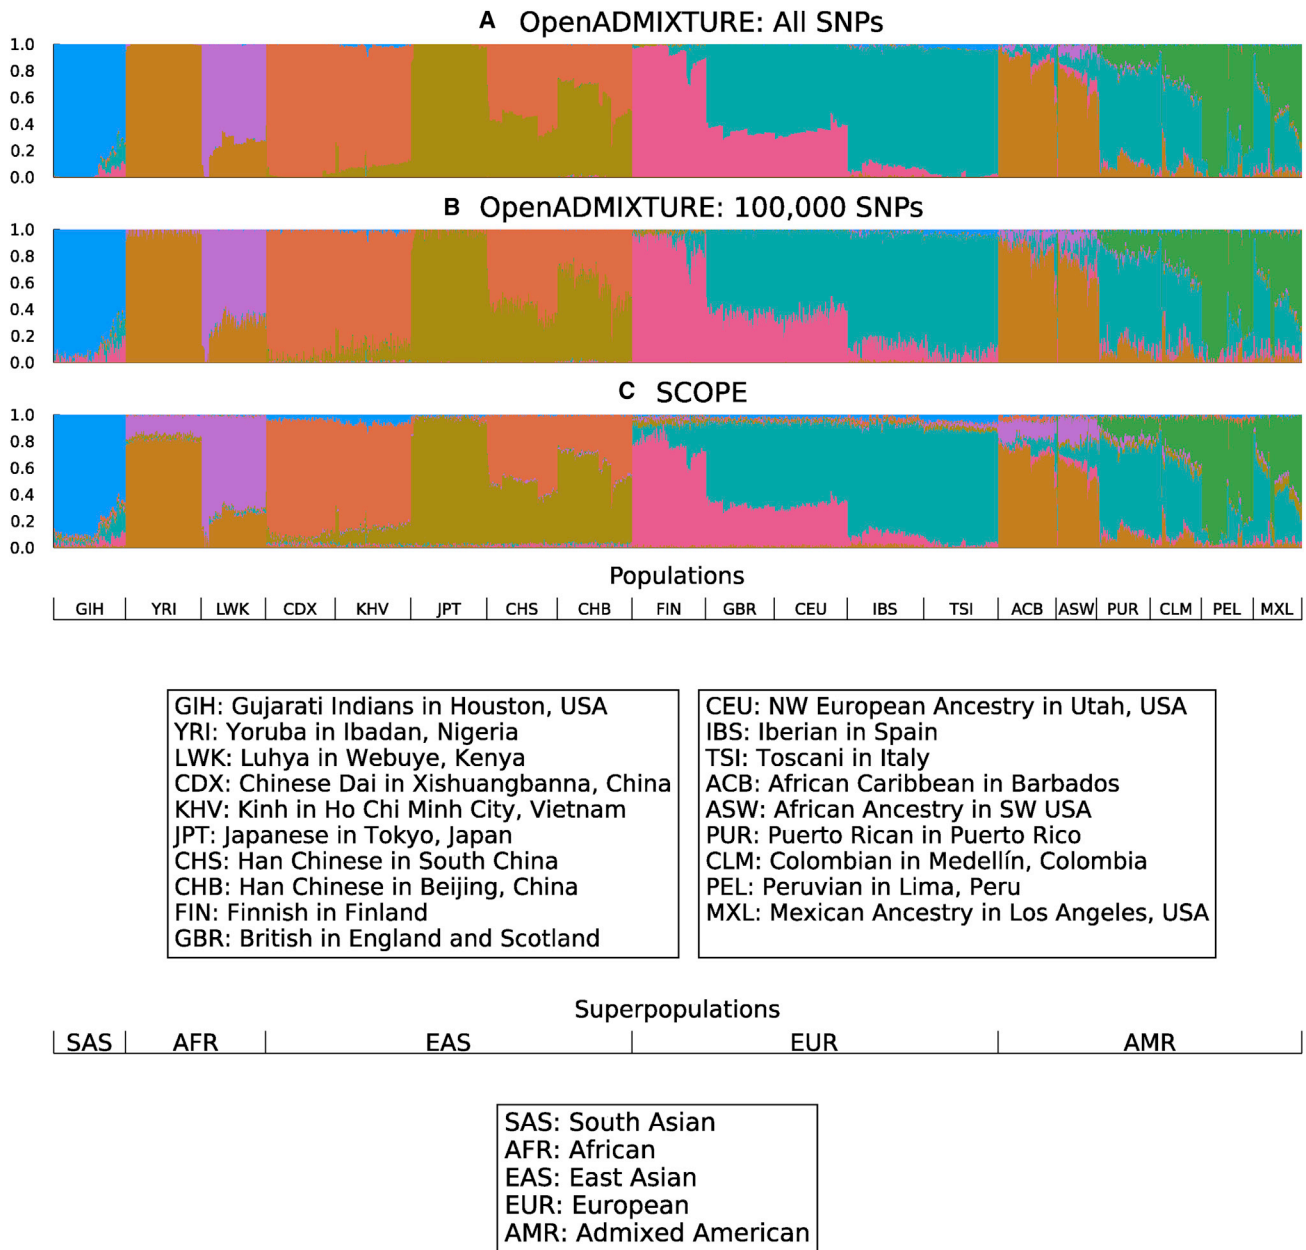 A OpenADMIXTURE: All SNPs
1.0
0.8
0.6
0.4
0.2
0.0
B OpenADMIXTURE: 100,000 SNPs
1.0
0.8
0.6
0.4
0.2
0.0
C SCOPE
1.0
0.8
0.6
0.4
0.2
0.0
Populations
GIH YRI LWK CDX KHV JPT CHS CHB FIN GBR CEU IBS TSI ACB ASW PUR CLM PEL MXL
GIH: Gujarati Indians in Houston, USA
YRI: Yoruba in Ibadan, Nigeria
LWK: Luhya in Webuye, Kenya
CDX: Chinese Dai in Xishuangbanna, China
KHV: Kinh in Ho Chi Minh City, Vietnam
JPT: Japanese in Tokyo, Japan
CHS: Han Chinese in South China
CHB: Han Chinese in Beijing, China
FIN: Finnish in Finland
GBR: British in England and Scotland
CEU: NW European Ancestry in Utah, USA
IBS: Iberian in Spain
TSI: Toscani in Italy
ACB: African Caribbean in Barbados
ASW: African Ancestry in SW USA
PUR: Puerto Rican in Puerto Rico
CLM: Colombian in Medellín, Colombia
PEL: Peruvian in Lima, Peru
MXL: Mexican Ancestry in Los Angeles, USA
Superpopulations
SAS AFR EAS EUR AMR
SAS: South Asian
AFR: African
EAS: East Asian
EUR: European
AMR: Admixed American